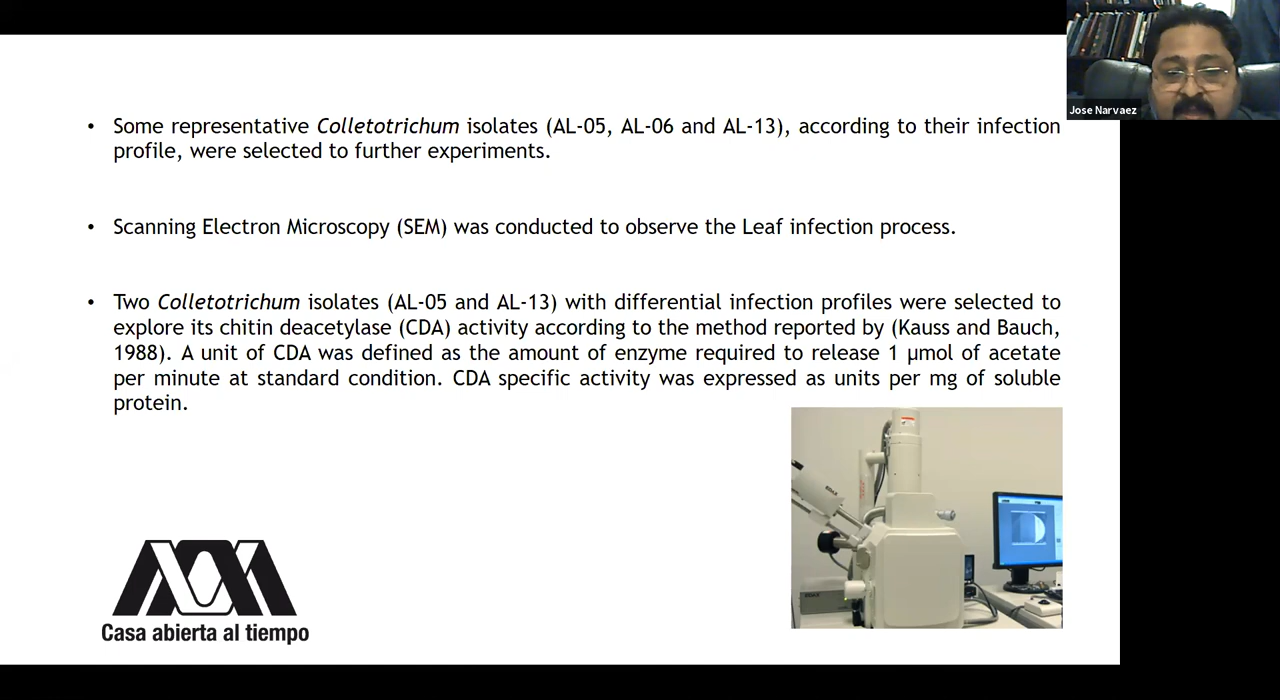 Jose Narvaez
• Some representative Colletotrichum isolates (AL-05, AL-06 and AL-13), according to their infection
profile, were selected to further experiments.
• Scanning Electron Microscopy (SEM) was conducted to observe the Leaf infection process.
• Two Colletotrichum isolates (AL-05 and AL-13) with differential infection profiles were selected to
explore its chitin deacetylase (CDA) activity according to the method reported by (Kauss and Bauch,
1988). A unit of CDA was defined as the amount of enzyme required to release 1 µmol of acetate
per minute at standard condition. CDA specific activity was expressed as units per mg of soluble
protein.
Casa abierta al tiempo